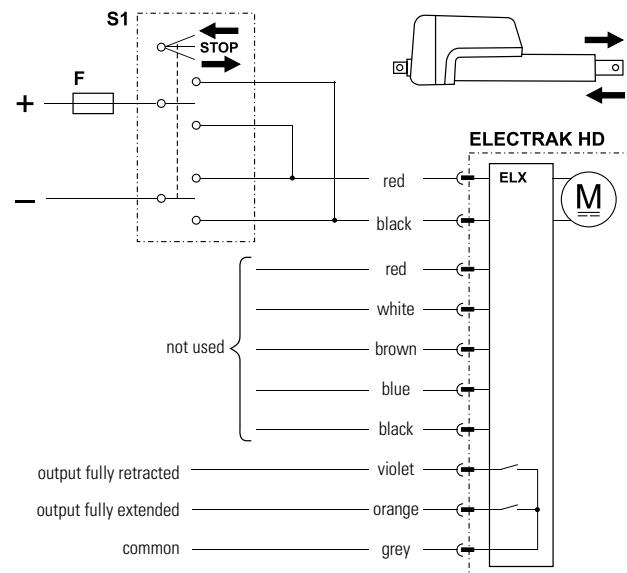 S1
STOP
F
+
−
ELECTRAK HD
ELX
M
red
black
red
white
not used
brown
blue
black
output fully retracted
violet
output fully extended
orange
common
grey